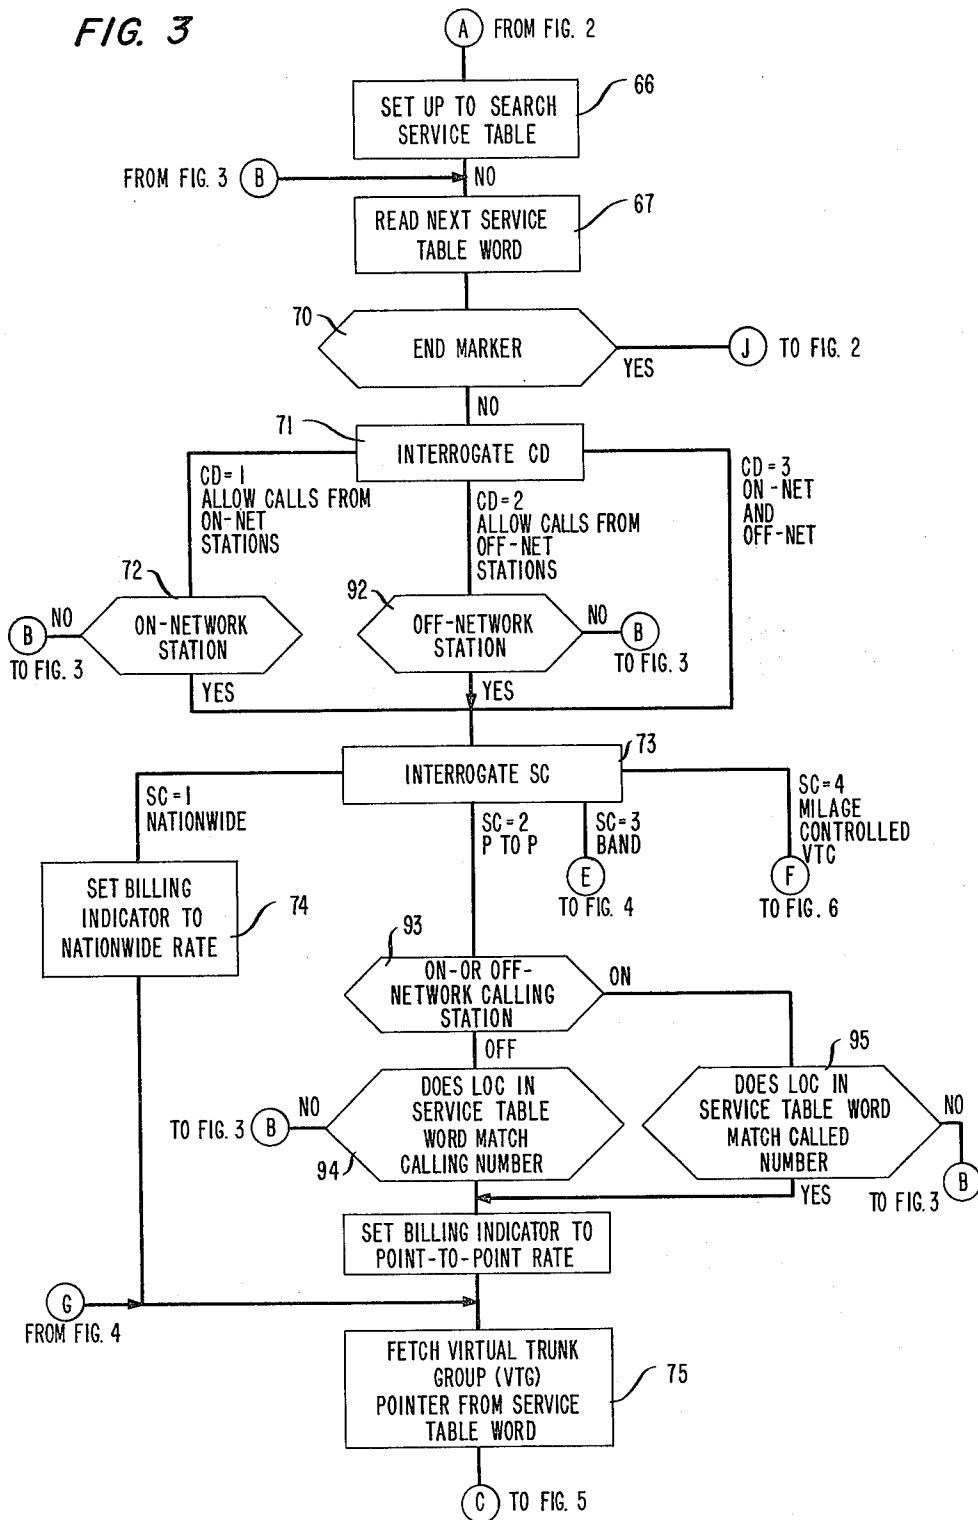 FIG. 3
A FROM FIG. 2
66
SET UP TO SEARCH
SERVICE TABLE
FROM FIG. 3 B
NO
67
READ NEXT SERVICE
TABLE WORD
70
END MARKER
YES
J TO FIG. 2
NO
71
INTERROGATE CD
CD=1
ALLOW CALLS FROM
ON-NET
STATIONS
CD=2
ALLOW CALLS FROM
OFF-NET
STATIONS
CD=3
ON-NET
AND
OFF-NET
72
ON-NETWORK
STATION
NO
B
TO FIG. 3
YES
92
OFF-NETWORK
STATION
NO
B
TO FIG. 3
YES
73
INTERROGATE SC
SC=1
NATIONWIDE
SC=2
P TO P
SC=3
BAND
E
TO FIG. 4
SC=4
MILAGE
CONTROLLED
VTC
F
TO FIG. 6
SET BILLING
INDICATOR TO
NATIONWIDE RATE
74
93
ON-OR OFF-
NETWORK CALLING
STATION
ON
OFF
95
DOES LOC IN
SERVICE TABLE
WORD MATCH
CALLING NUMBER
NO
TO FIG. 3 B
94
DOES LOC IN
SERVICE TABLE WORD
MATCH CALLED
NUMBER
NO
B
TO FIG. 3
YES
SET BILLING INDICATOR TO
POINT-TO-POINT RATE
G
FROM FIG. 4
FETCH VIRTUAL TRUNK
GROUP (VTG)
POINTER FROM SERVICE
TABLE WORD
75
C TO FIG. 5